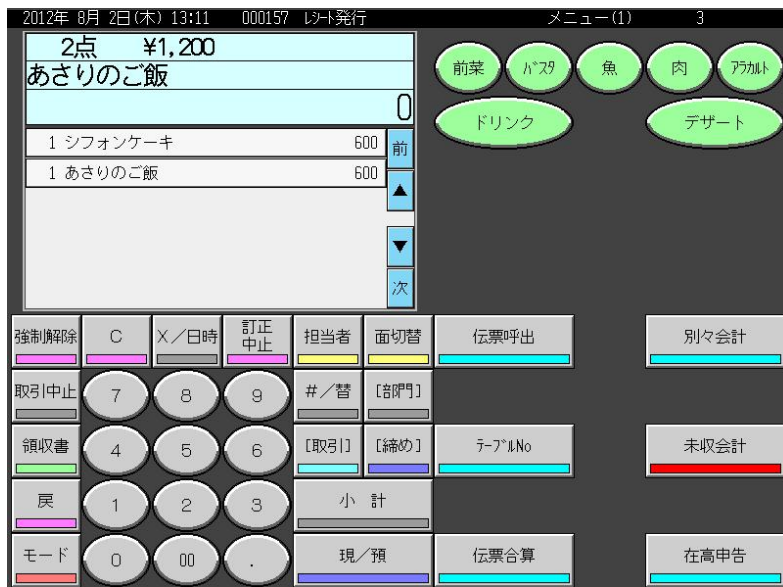 2012年 8月 2日(木) 13:11 000157 レシート発行 メニュー(1) 3
2点 ¥1,200
あさりのご飯
0
1 シフォンケーキ 600
1 あさりのご飯 600
前
▲
▼
次
前菜 パスタ 魚 肉 アラカルト
ドリンク デザート
強制解除 C X/日時 訂正中止 担当者 面切替 伝票呼出 別々会計
取引中止 7 8 9 #/替 [部門]
領収書 4 5 6 [取引] [締め] テーブルNo 未収会計
戻 1 2 3 小 計
モード 0 00 . 現/預 伝票合算 在高申告